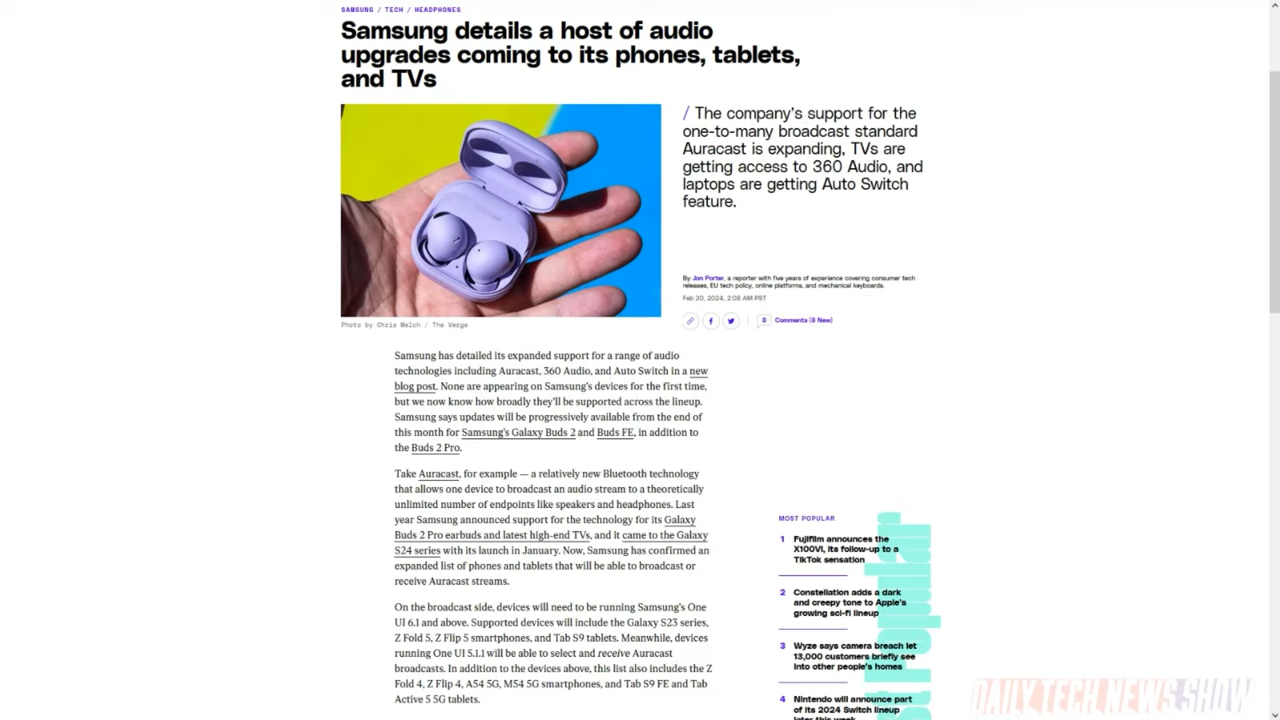 SAMSUNG / TECH / HEADPHONES
Samsung details a host of audio
upgrades coming to its phones, tablets,
and TVs
/ The company's support for the
one-to-many broadcast standard
Auracast is expanding, TVs are
getting access to 360 Audio, and
laptops are getting Auto Switch
feature.
By Jon Porter, a reporter with five years of experience covering consumer tech
releases, EU tech policy, online platforms, and mechanical keyboards.
Feb 20, 2024, 2:08 AM PST
8 Comments (8 New)
Photo by Chris Welch / The Verge
Samsung has detailed its expanded support for a range of audio
technologies including Auracast, 360 Audio, and Auto Switch in a new
blog post. None are appearing on Samsung's devices for the first time,
but we now know how broadly they'll be supported across the lineup.
Samsung says updates will be progressively available from the end of
this month for Samsung's Galaxy Buds 2 and Buds FE, in addition to
the Buds 2 Pro.
Take Auracast, for example — a relatively new Bluetooth technology
that allows one device to broadcast an audio stream to a theoretically
unlimited number of endpoints like speakers and headphones. Last
year Samsung announced support for the technology for its Galaxy
Buds 2 Pro earbuds and latest high-end TVs, and it came to the Galaxy
S24 series with its launch in January. Now, Samsung has confirmed an
expanded list of phones and tablets that will be able to broadcast or
receive Auracast streams.
On the broadcast side, devices will need to be running Samsung's One
UI 6.1 and above. Supported devices will include the Galaxy S23 series,
Z Fold 5, Z Flip 5 smartphones, and Tab S9 tablets. Meanwhile, devices
running One UI 5.1.1 will be able to select and receive Auracast
broadcasts. In addition to the devices above, this list also includes the Z
Fold 4, Z Flip 4, A54 5G, M54 5G smartphones, and Tab S9 FE and Tab
Active 5 5G tablets.
MOST POPULAR
1 Fujifilm announces the
X100VI, its follow-up to a
TikTok sensation
2 Constellation adds a dark
and creepy tone to Apple's
growing sci-fi lineup
3 Wyze says camera breach let
13,000 customers briefly see
into other people's homes
4 Nintendo will announce part
of its 2024 Switch lineup
later this week
DAILY TECH NEWS SHOW